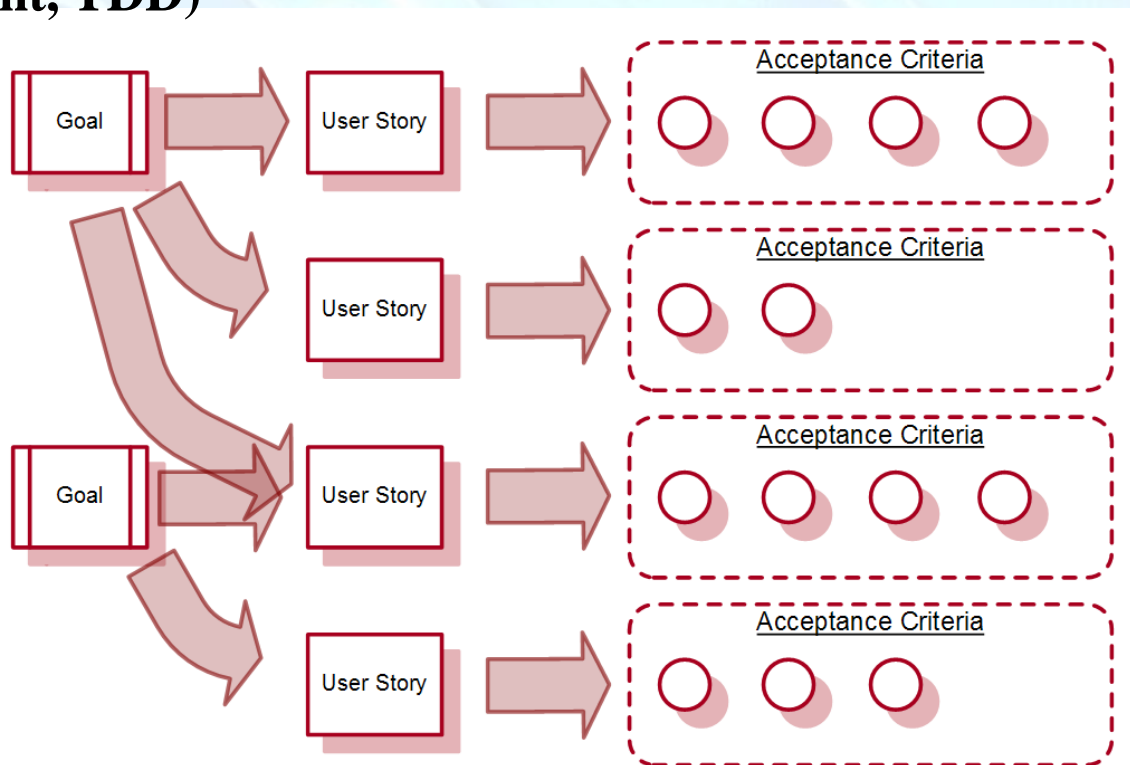 nt, TDD)
Acceptance Criteria
Goal
User Story
Acceptance Criteria
User Story
Acceptance Criteria
Goal
User Story
Acceptance Criteria
User Story